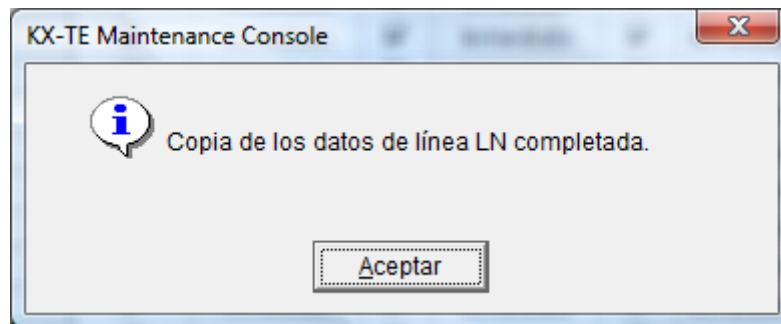 KX-TE Maintenance Console
Copia de los datos de línea LN completada.
Aceptar